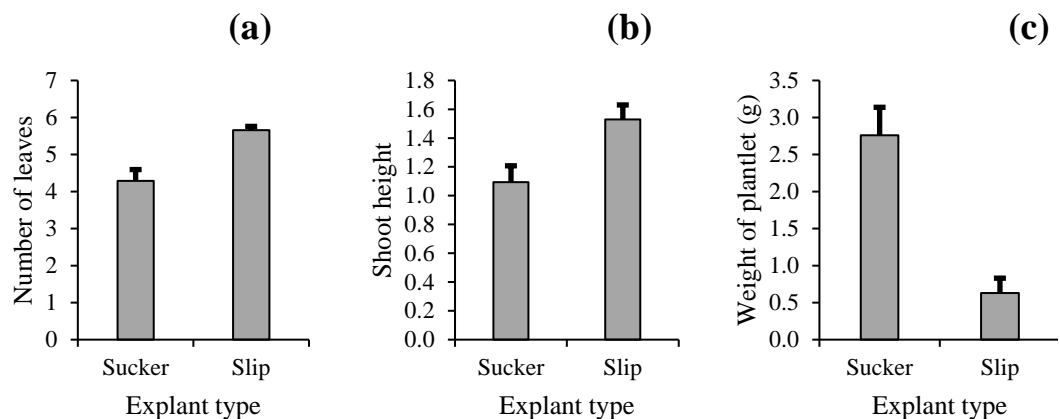 (a)
Number of leaves
7
6
5
4
3
2
1
0
Sucker Slip
Explant type
(b)
Shoot height
1.8
1.6
1.4
1.2
1.0
0.8
0.6
0.4
0.2
0.0
Sucker Slip
Explant type
(c)
Weight of plantlet (g)
3.5
3.0
2.5
2.0
1.5
1.0
0.5
0.0
Sucker Slip
Explant type